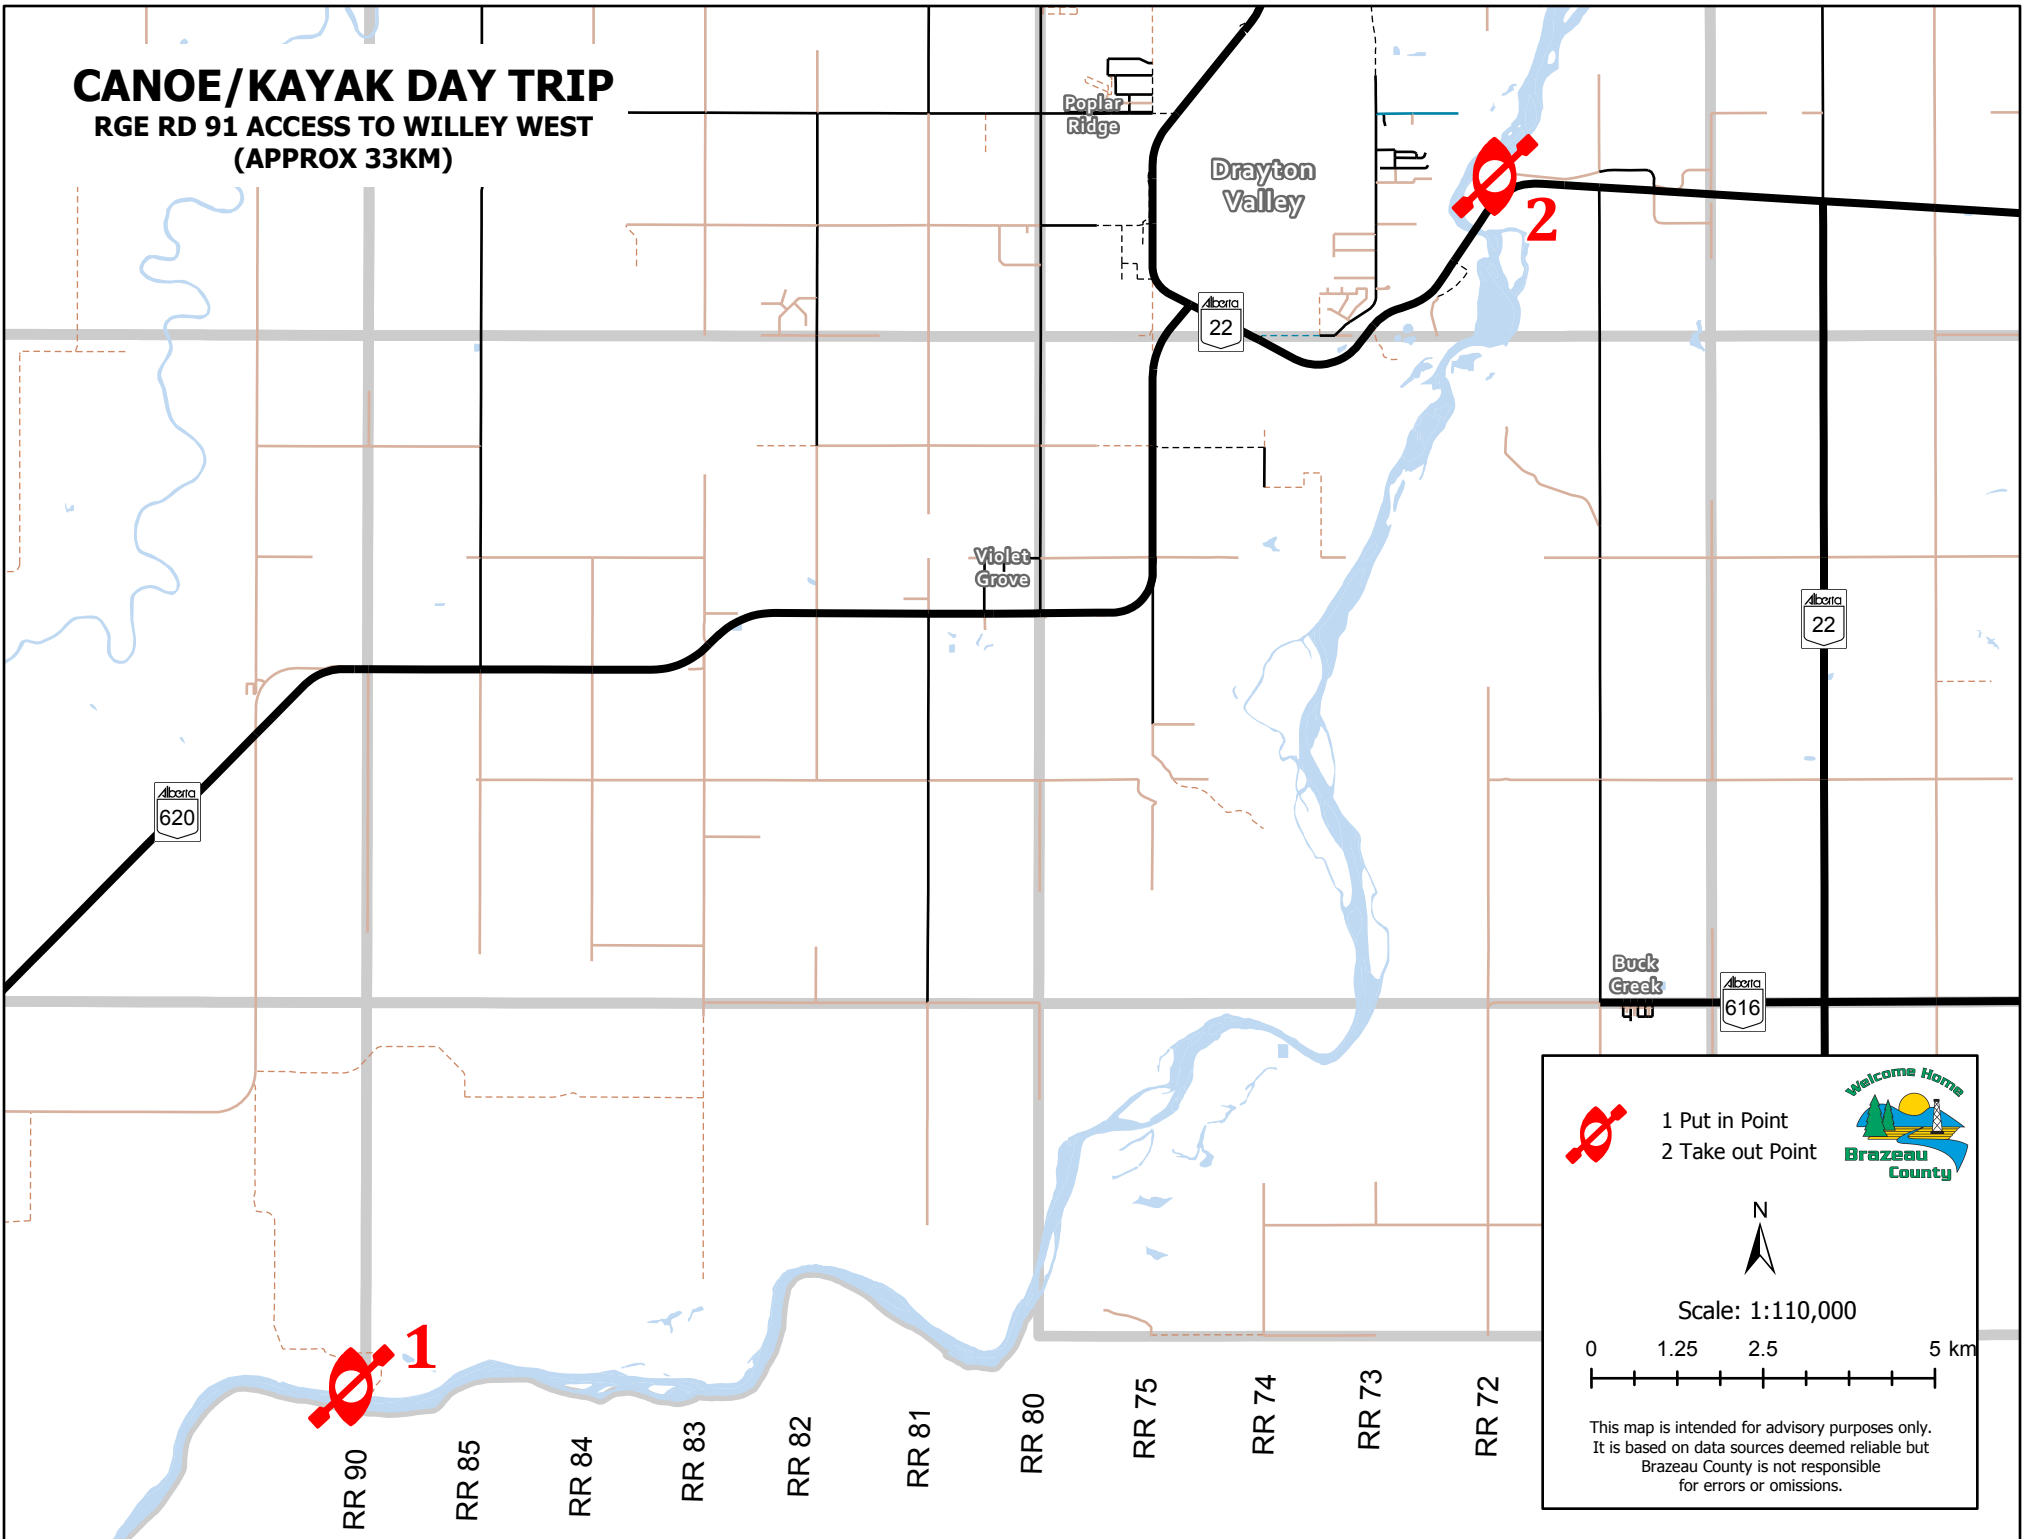 CANOE/KAYAK DAY TRIP
RGE RD 91 ACCESS TO WILLEY WEST
(APPROX 33KM)
Poplar
Ridge
Drayton
Valley
2
Alberta
22
Violet
Grove
Alberta
22
Alberta
620
Buck
Creek
Alberta
616
1
RR 90
RR 85
RR 84
RR 83
RR 82
RR 81
RR 80
RR 75
RR 74
RR 73
RR 72
Welcome Home
Brazeau
County
1 Put in Point
2 Take out Point
N
Scale: 1:110,000
0 1.25 2.5 5 km
This map is intended for advisory purposes only.
It is based on data sources deemed reliable but
Brazeau County is not responsible
for errors or omissions.